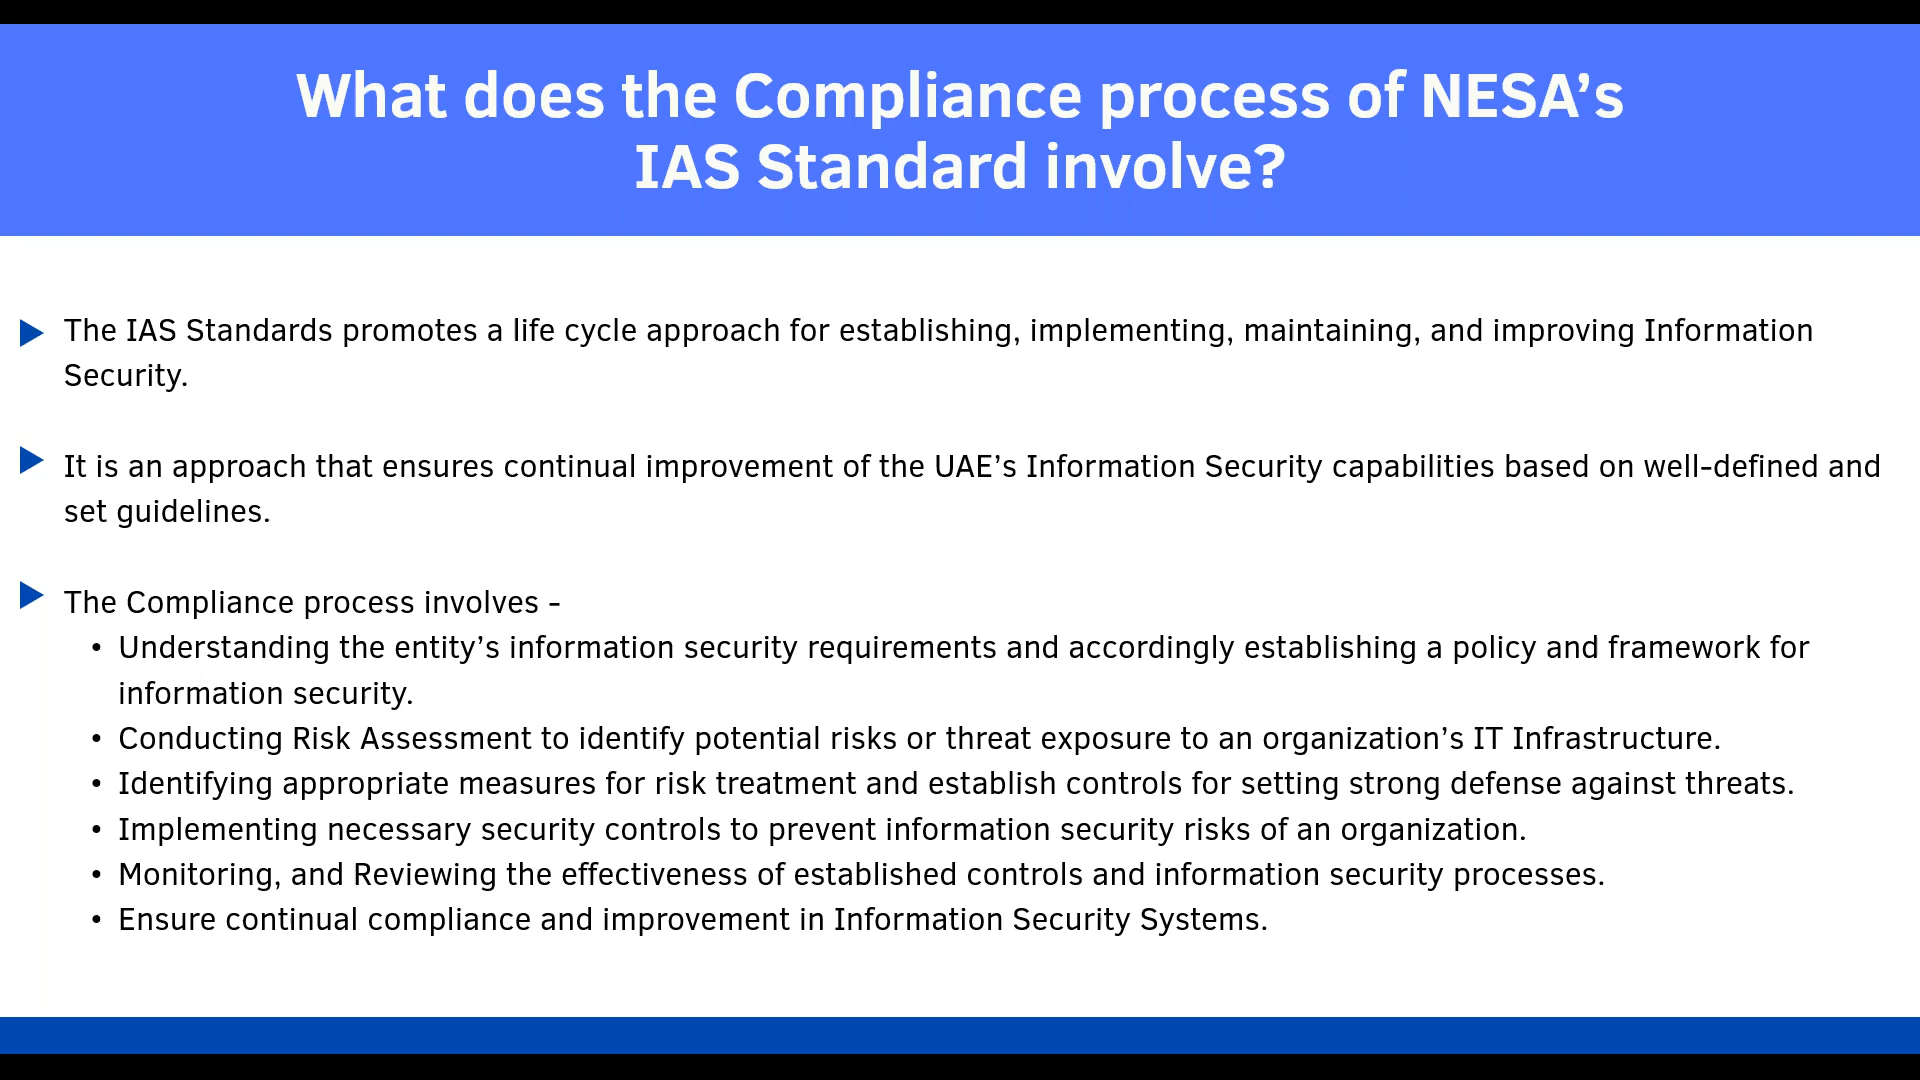 What does the Compliance process of NESA’s
IAS Standard involve?
The IAS Standards promotes a life cycle approach for establishing, implementing, maintaining, and improving Information
Security.
It is an approach that ensures continual improvement of the UAE’s Information Security capabilities based on well-defined and
set guidelines.
The Compliance process involves -
• Understanding the entity’s information security requirements and accordingly establishing a policy and framework for
information security.
• Conducting Risk Assessment to identify potential risks or threat exposure to an organization’s IT Infrastructure.
• Identifying appropriate measures for risk treatment and establish controls for setting strong defense against threats.
• Implementing necessary security controls to prevent information security risks of an organization.
• Monitoring, and Reviewing the effectiveness of established controls and information security processes.
• Ensure continual compliance and improvement in Information Security Systems.